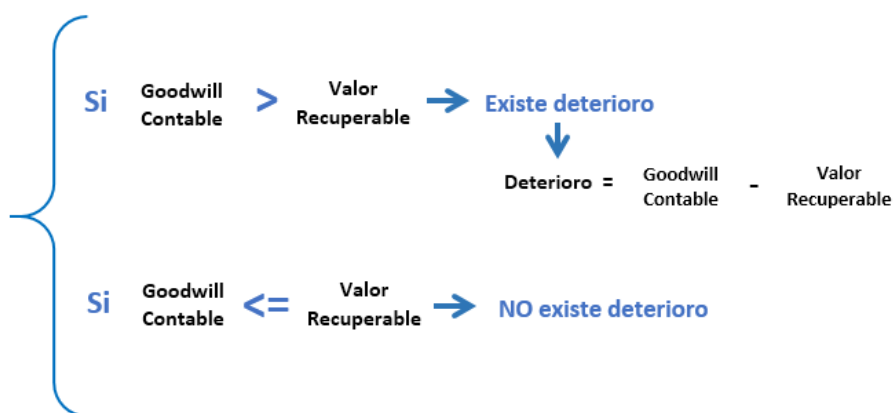 Si Goodwill Contable > Valor Recuperable Existe deterioro
Deterioro = Goodwill Contable - Valor Recuperable
Si Goodwill Contable <= Valor Recuperable NO existe deterioro